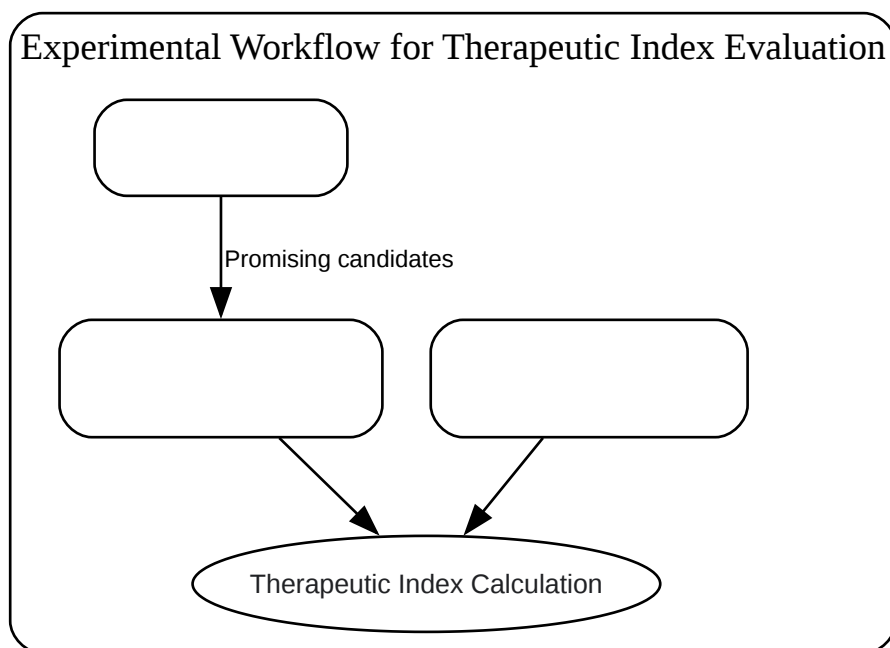 Experimental Workflow for Therapeutic Index Evaluation
Promising candidates
Therapeutic Index Calculation